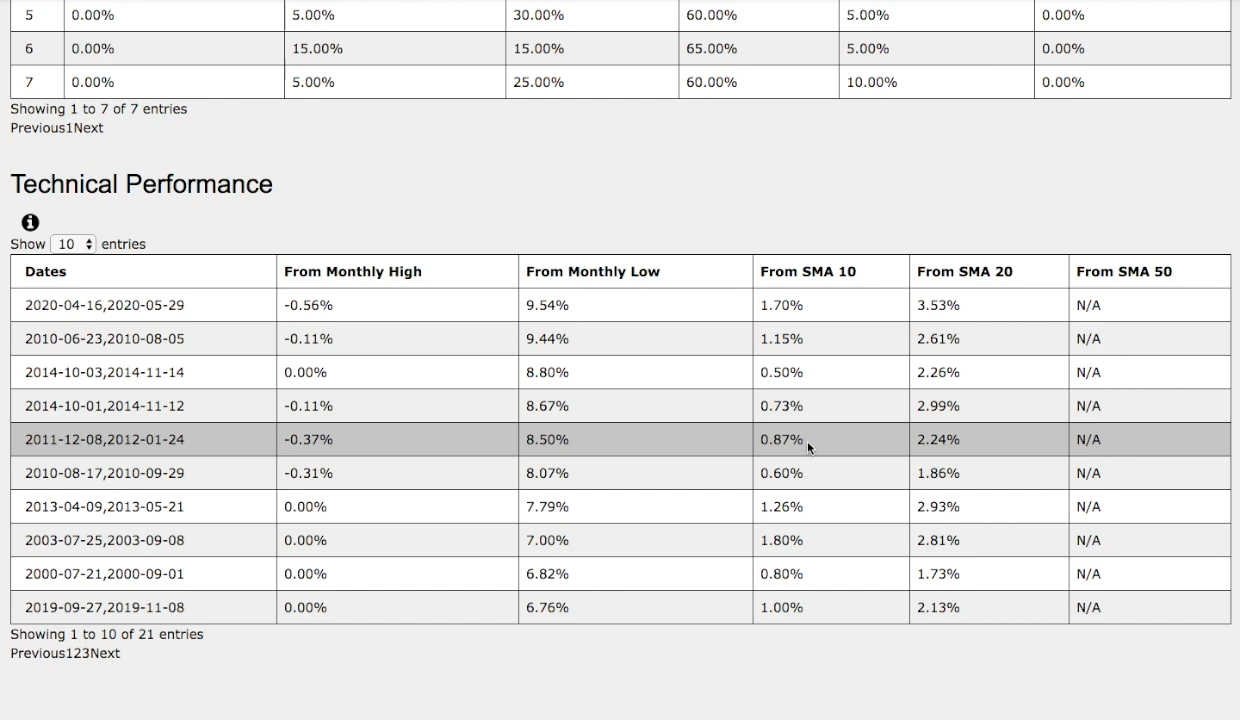 5 0.00% 5.00% 30.00% 60.00% 5.00% 0.00%
6 0.00% 15.00% 15.00% 65.00% 5.00% 0.00%
7 0.00% 5.00% 25.00% 60.00% 10.00% 0.00%
Showing 1 to 7 of 7 entries
Previous1Next
Technical Performance
Show 10 entries
Dates From Monthly High From Monthly Low From SMA 10 From SMA 20 From SMA 50
2020-04-16,2020-05-29 -0.56% 9.54% 1.70% 3.53% N/A
2010-06-23,2010-08-05 -0.11% 9.44% 1.15% 2.61% N/A
2014-10-03,2014-11-14 0.00% 8.80% 0.50% 2.26% N/A
2014-10-01,2014-11-12 -0.11% 8.67% 0.73% 2.99% N/A
2011-12-08,2012-01-24 -0.37% 8.50% 0.87% 2.24% N/A
2010-08-17,2010-09-29 -0.31% 8.07% 0.60% 1.86% N/A
2013-04-09,2013-05-21 0.00% 7.79% 1.26% 2.93% N/A
2003-07-25,2003-09-08 0.00% 7.00% 1.80% 2.81% N/A
2000-07-21,2000-09-01 0.00% 6.82% 0.80% 1.73% N/A
2019-09-27,2019-11-08 0.00% 6.76% 1.00% 2.13% N/A
Showing 1 to 10 of 21 entries
Previous123Next